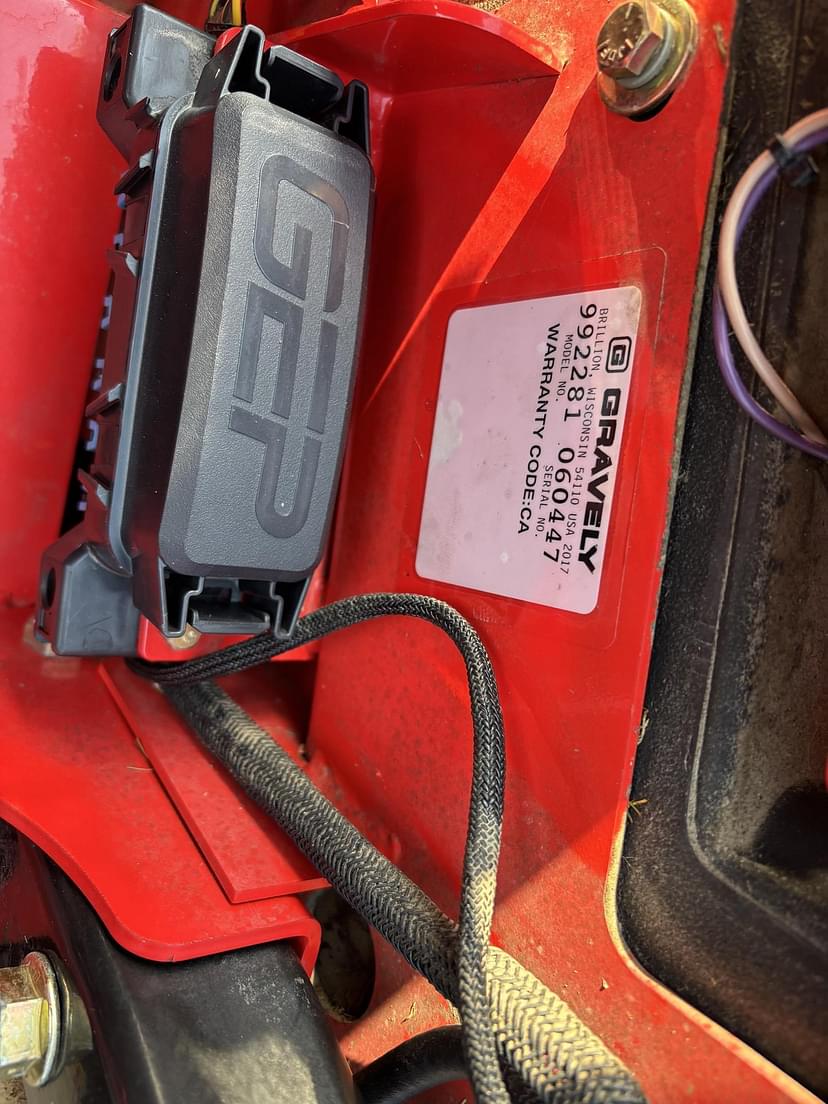 GEP
GRAVELY
BRILLION, WISCONSIN 54110 USA 2017
992281 060447
MODEL NO. SERIAL NO.
WARRANTY CODE:CA